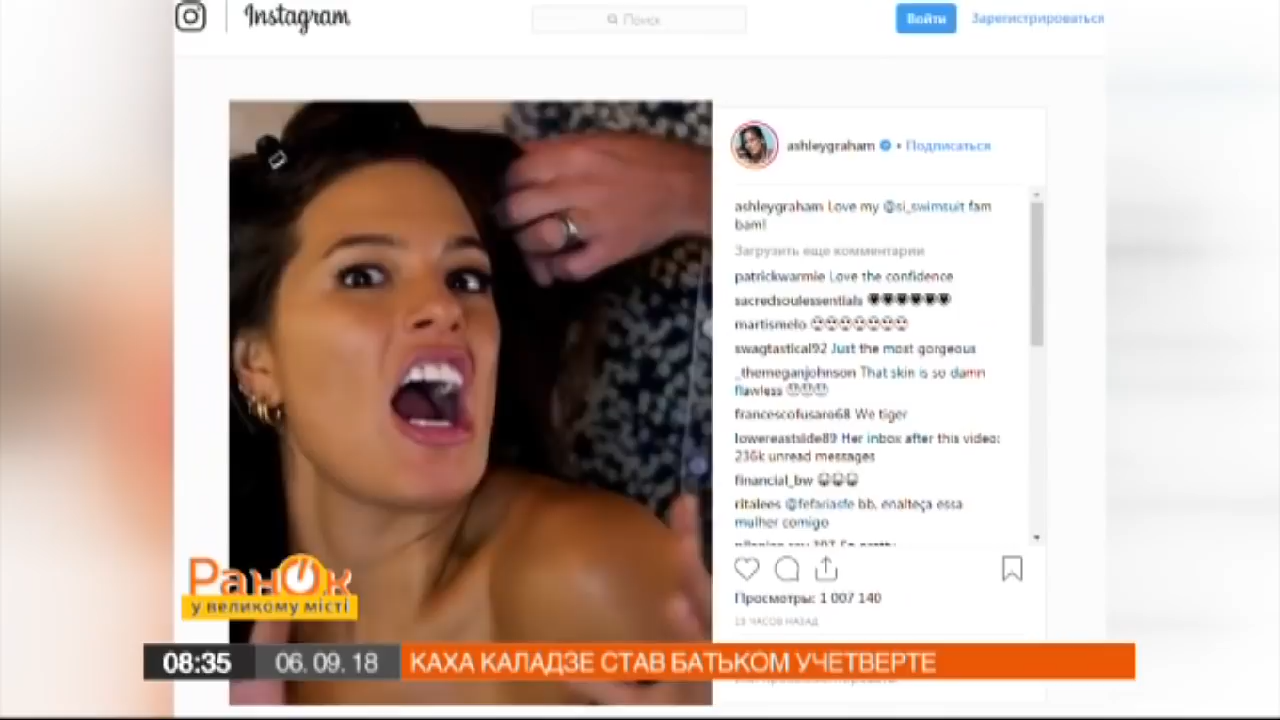 Instagram
Поиск
Войти
Зарегистрироваться
ashleygraham • Подписаться
ashleygraham Love my @si_swimsuit fam
bam!
Загрузить еще комментарии
patrickwarmie Love the confidence
sacredsoulessentials
martismelo
swagtastical92 Just the most gorgeous
_themeganjohnson That skin is so damn
flawless
francescofusaro68 We tiger
lowereastside89 Her inbox after this video:
236k unread messages
financial_bw
ritalees @fefariasfe bb, enalteça essa
mulher comigo
Просмотры: 1 007 140
ЧАСОВ НАЗАД
РанОк
у великому місті
08:35
06. 09. 18
КАХА КАЛАДЗЕ СТАВ БАТЬКОМ УЧЕТВЕРТЕ